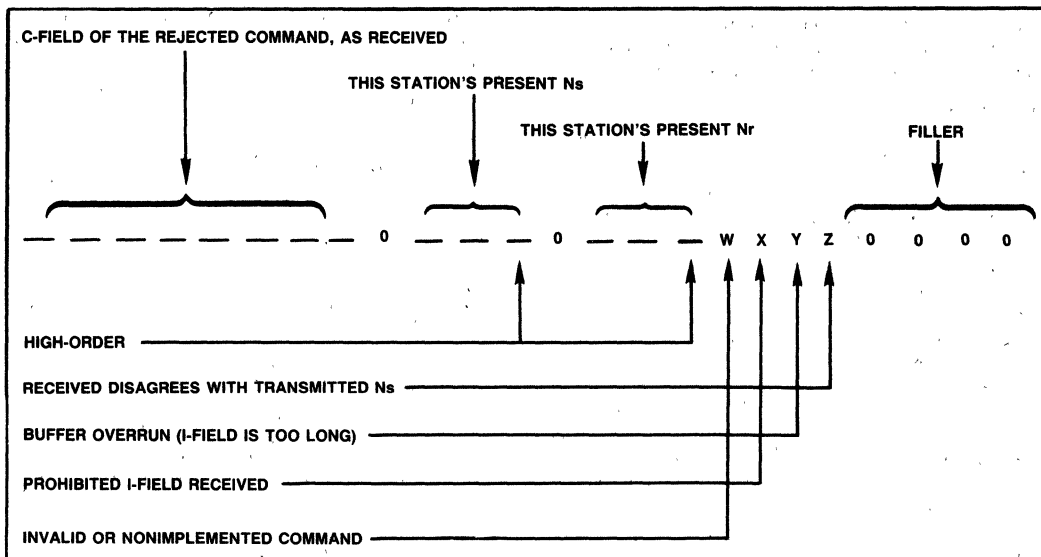 C-FIELD OF THE REJECTED COMMAND, AS RECEIVED
THIS STATION'S PRESENT Ns
THIS STATION'S PRESENT Nr
FILLER
0 0 W X Y Z 0 0 0 0
HIGH-ORDER
RECEIVED DISAGREES WITH TRANSMITTED Ns
BUFFER OVERRUN (I-FIELD IS TOO LONG)
PROHIBITED I-FIELD RECEIVED
INVALID OR NONIMPLEMENTED COMMAND